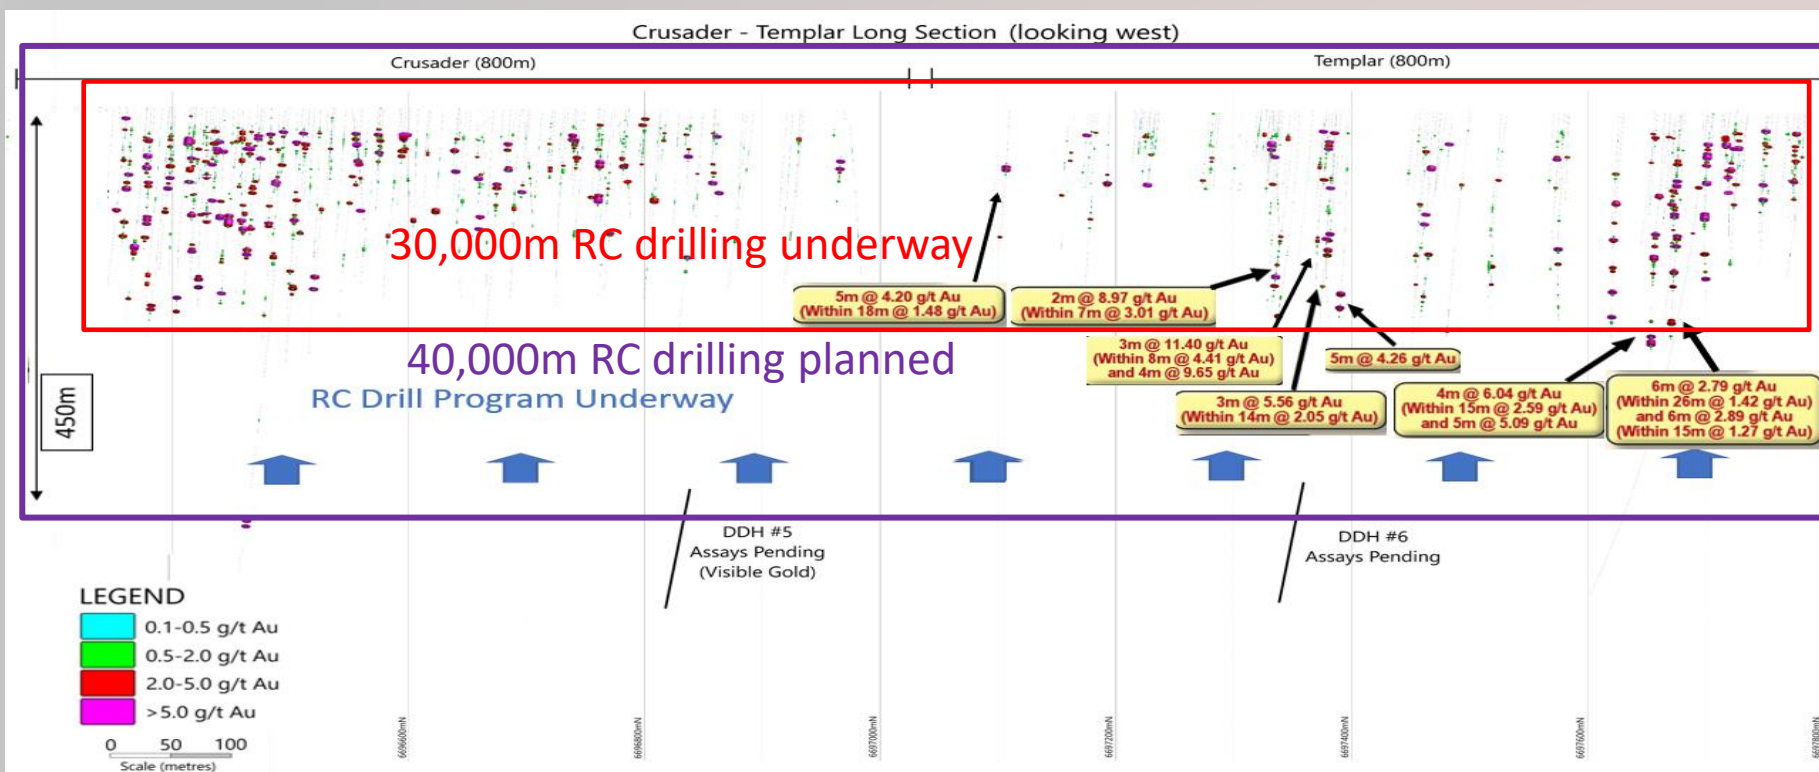 Crusader - Templar Long Section (looking west)
Crusader (800m)
Templar (800m)
30,000m RC drilling underway
5m @ 4.20 g/t Au
(Within 18m @ 1.48 g/t Au)
2m @ 8.97 g/t Au
(Within 7m @ 3.01 g/t Au)
3m @ 11.40 g/t Au
(Within 8m @ 4.41 g/t Au)
and 4m @ 9.65 g/t Au
5m @ 4.26 g/t Au
40,000m RC drilling planned
RC Drill Program Underway
3m @ 5.56 g/t Au
(Within 14m @ 2.05 g/t Au)
4m @ 6.04 g/t Au
(Within 15m @ 2.59 g/t Au)
and 5m @ 5.09 g/t Au
6m @ 2.79 g/t Au
(Within 26m @ 1.42 g/t Au)
and 6m @ 2.89 g/t Au
(Within 15m @ 1.27 g/t Au)
450m
DDH #5
Assays Pending
(Visible Gold)
DDH #6
Assays Pending
LEGEND
0.1-0.5 g/t Au
0.5-2.0 g/t Au
2.0-5.0 g/t Au
>5.0 g/t Au
0 50 100
Scale (metres)
6696600mN
6696800mN
6697000mN
6697200mN
6697400mN
6697600mN
6697800mN